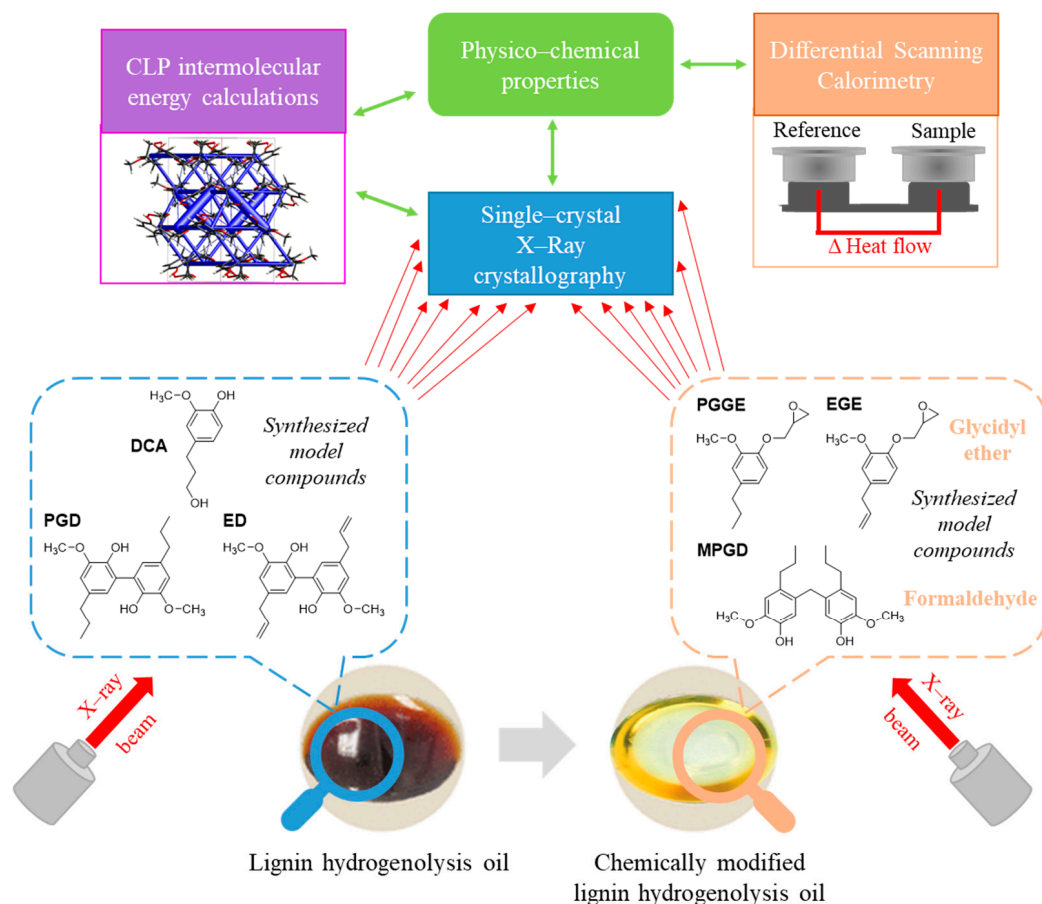 CLP intermolecular
energy calculations
Physico–chemical
properties
Differential Scanning
Calorimetry
Reference
Sample
Δ Heat flow
Single–crystal
X–Ray
crystallography
DCA
H₃C
O
OH
OH
Synthesized
model
compounds
PGD
H₃C
O
OH
HO
O
CH₃
ED
H₃C
O
OH
HO
O
CH₃
PGGE
O
H₃C
O
O
EGE
O
H₃C
O
O
Glycidyl
ether
Synthesized
model
compounds
MPGD
H₃C
O
OH
OH
O
CH₃
Formaldehyde
X–ray
beam
X–ray
beam
Lignin hydrogenolysis oil
Chemically modified
lignin hydrogenolysis oil